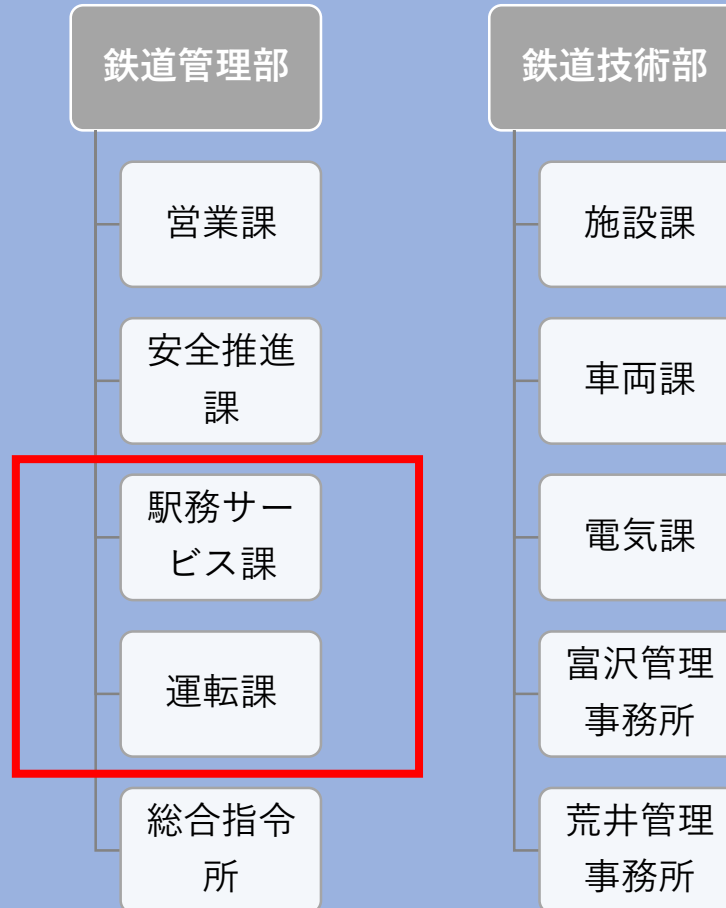 鉄道管理部
営業課
安全推進
課
駅務サー
ビス課
運転課
総合指令
所
鉄道技術部
施設課
車両課
電気課
富沢管理
事務所
荒井管理
事務所